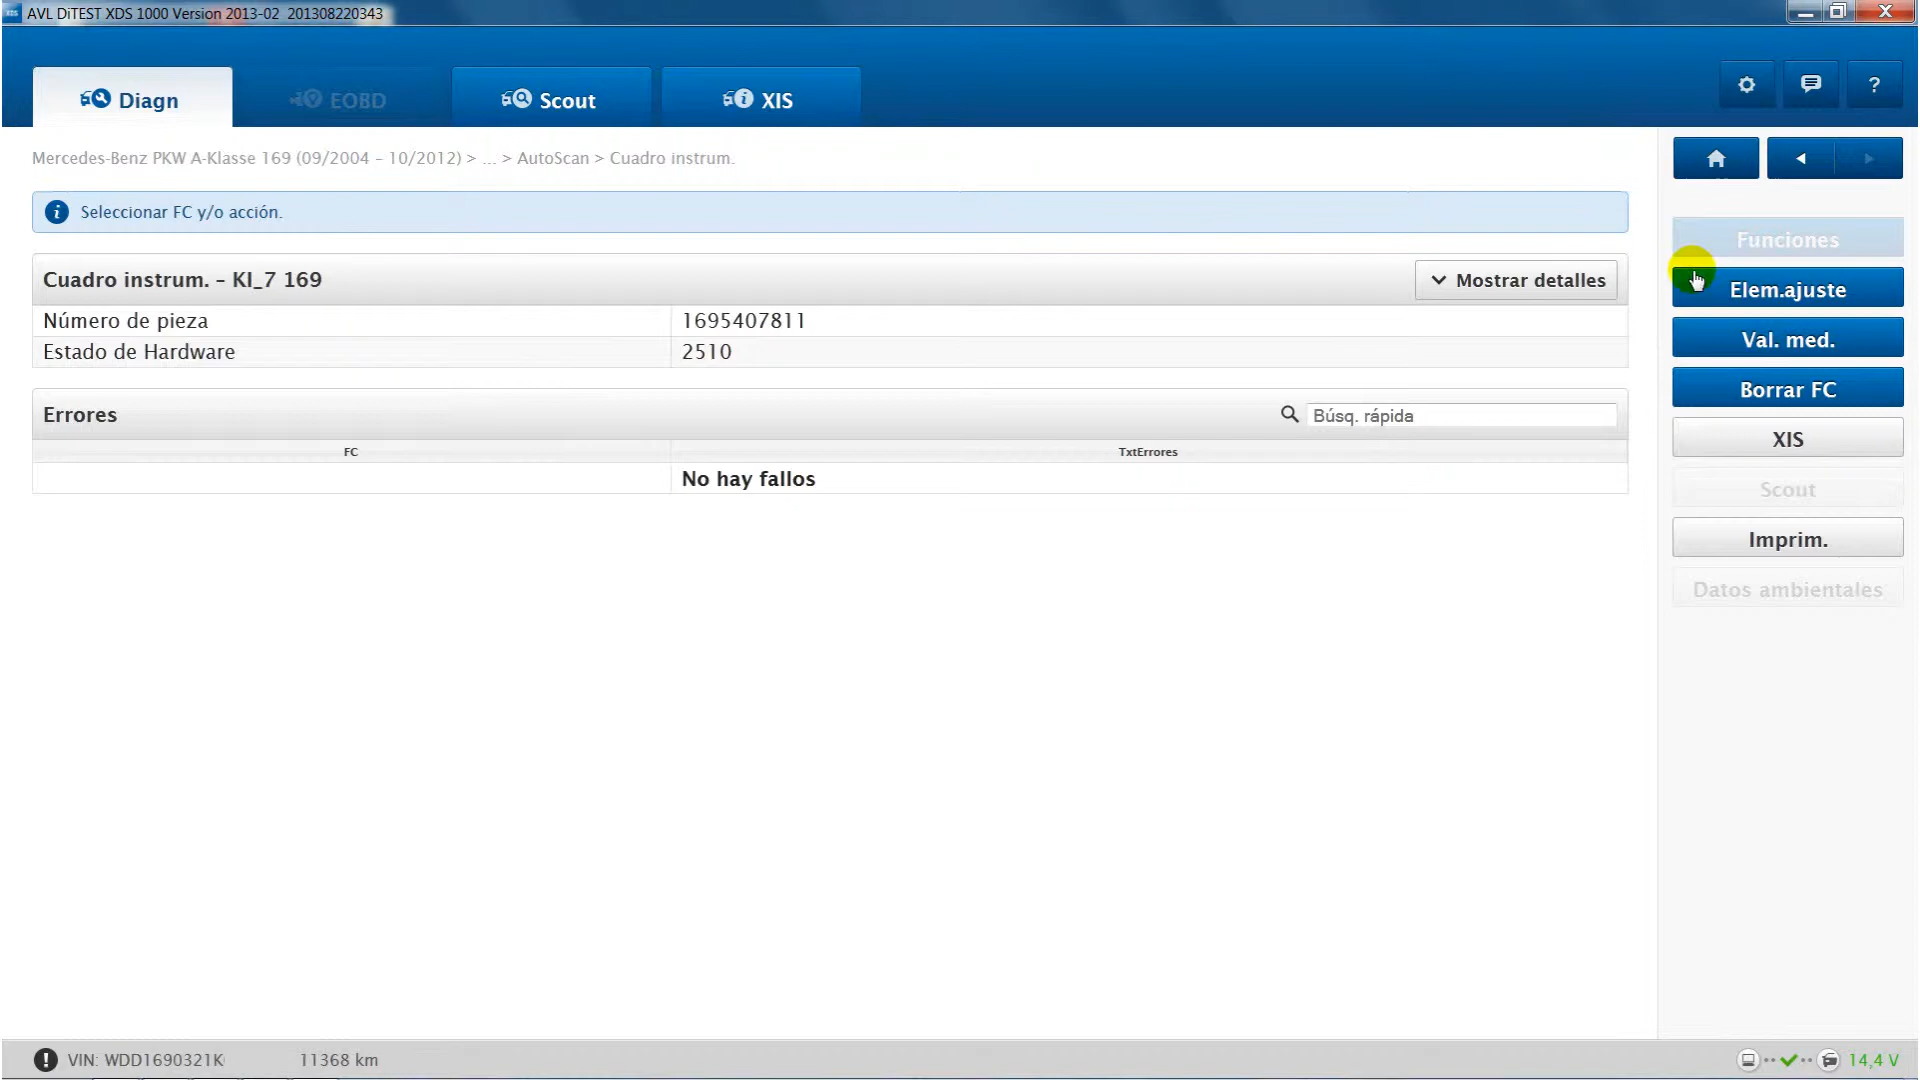 AVL DiTEST XDS 1000 Version 2013-02 201308220343
Diagn
EOBD
Scout
XIS
?
Mercedes-Benz PKW A-Klasse 169 (09/2004 - 10/2012) > ... > AutoScan > Cuadro instrum.
Seleccionar FC y/o acción.
Cuadro instrum. - KI_7 169
Mostrar detalles
Número de pieza 1695407811
Estado de Hardware 2510
Errores
Búsq. rápida
FC TxtErrores
No hay fallos
Funciones
Elem.ajuste
Val. med.
Borrar FC
XIS
Scout
Imprim.
Datos ambientales
VIN: WDD1690321K 11368 km
14,4 V